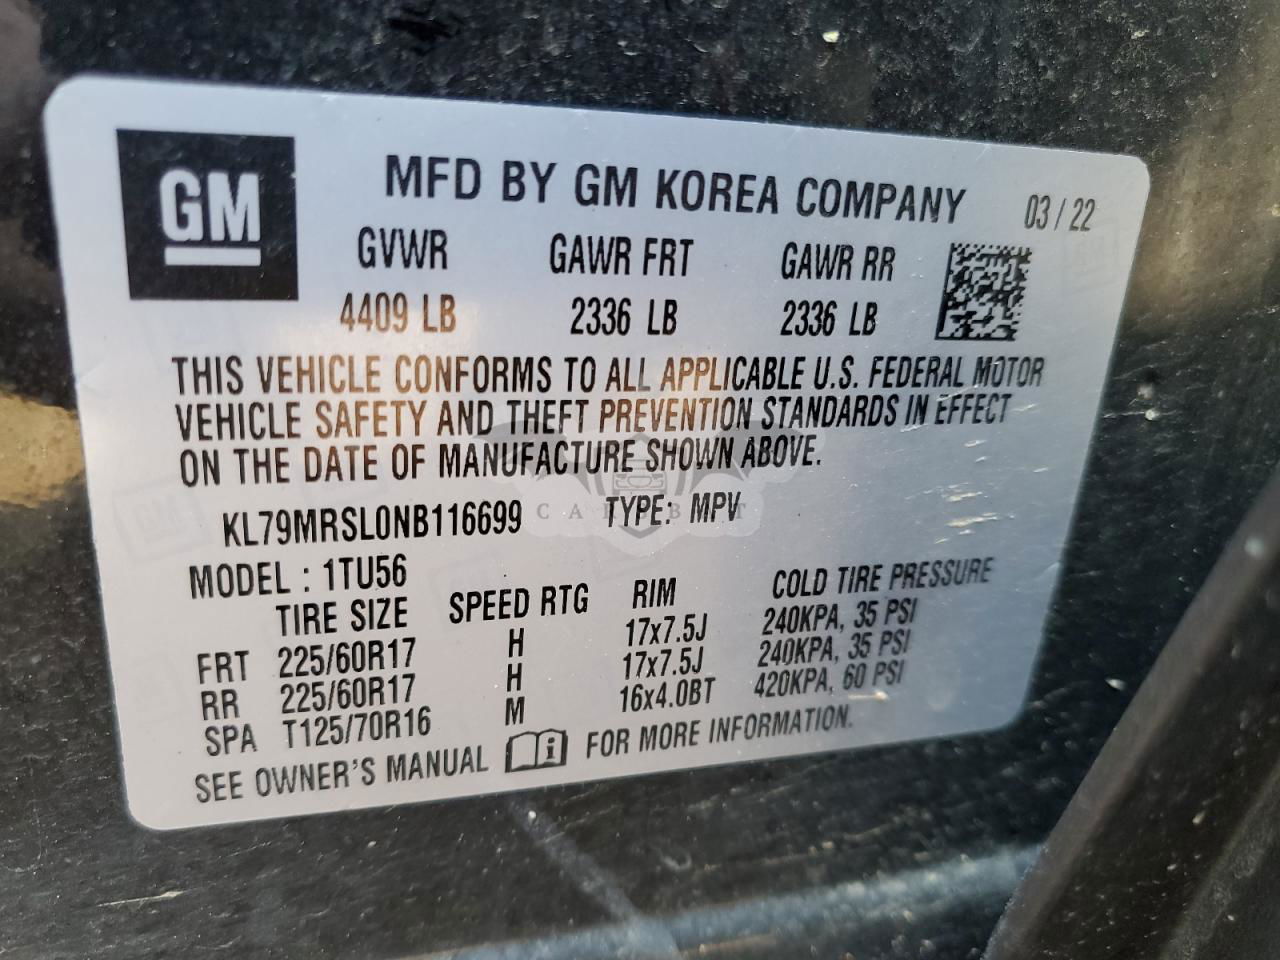 GM
MFD BY GM KOREA COMPANY 03 / 22
GVWR GAWR FRT GAWR RR
4409 LB 2336 LB 2336 LB
THIS VEHICLE CONFORMS TO ALL APPLICABLE U.S. FEDERAL MOTOR
VEHICLE SAFETY AND THEFT PREVENTION STANDARDS IN EFFECT
ON THE DATE OF MANUFACTURE SHOWN ABOVE.
KL79MRSL0NB116699 TYPE: MPV
MODEL : 1TU56
TIRE SIZE SPEED RTG RIM COLD TIRE PRESSURE
FRT 225/60R17 H 17x7.5J 240KPA, 35 PSI
RR 225/60R17 H 17x7.5J 240KPA, 35 PSI
SPA T125/70R16 M 16x4.0BT 420KPA, 60 PSI
SEE OWNER'S MANUAL i FOR MORE INFORMATION.